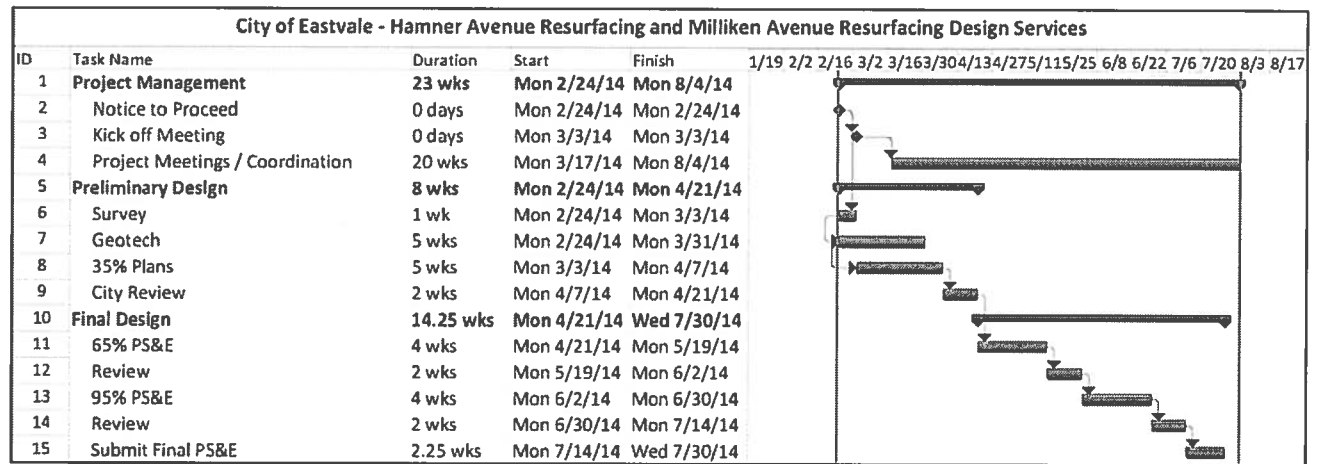 City of Eastvale - Hamner Avenue Resurfacing and Milliken Avenue Resurfacing Design Services
ID Task Name Duration Start Finish 1/19 2/2 2/16 3/2 3/16 3/30 4/13 4/27 5/11 5/25 6/8 6/22 7/6 7/20 8/3 8/17
1 Project Management 23 wks Mon 2/24/14 Mon 8/4/14
2 Notice to Proceed 0 days Mon 2/24/14 Mon 2/24/14
3 Kick off Meeting 0 days Mon 3/3/14 Mon 3/3/14
4 Project Meetings / Coordination 20 wks Mon 3/17/14 Mon 8/4/14
5 Preliminary Design 8 wks Mon 2/24/14 Mon 4/21/14
6 Survey 1 wk Mon 2/24/14 Mon 3/3/14
7 Geotech 5 wks Mon 2/24/14 Mon 3/31/14
8 35% Plans 5 wks Mon 3/3/14 Mon 4/7/14
9 City Review 2 wks Mon 4/7/14 Mon 4/21/14
10 Final Design 14.25 wks Mon 4/21/14 Wed 7/30/14
11 65% PS&E 4 wks Mon 4/21/14 Mon 5/19/14
12 Review 2 wks Mon 5/19/14 Mon 6/2/14
13 95% PS&E 4 wks Mon 6/2/14 Mon 6/30/14
14 Review 2 wks Mon 6/30/14 Mon 7/14/14
15 Submit Final PS&E 2.25 wks Mon 7/14/14 Wed 7/30/14